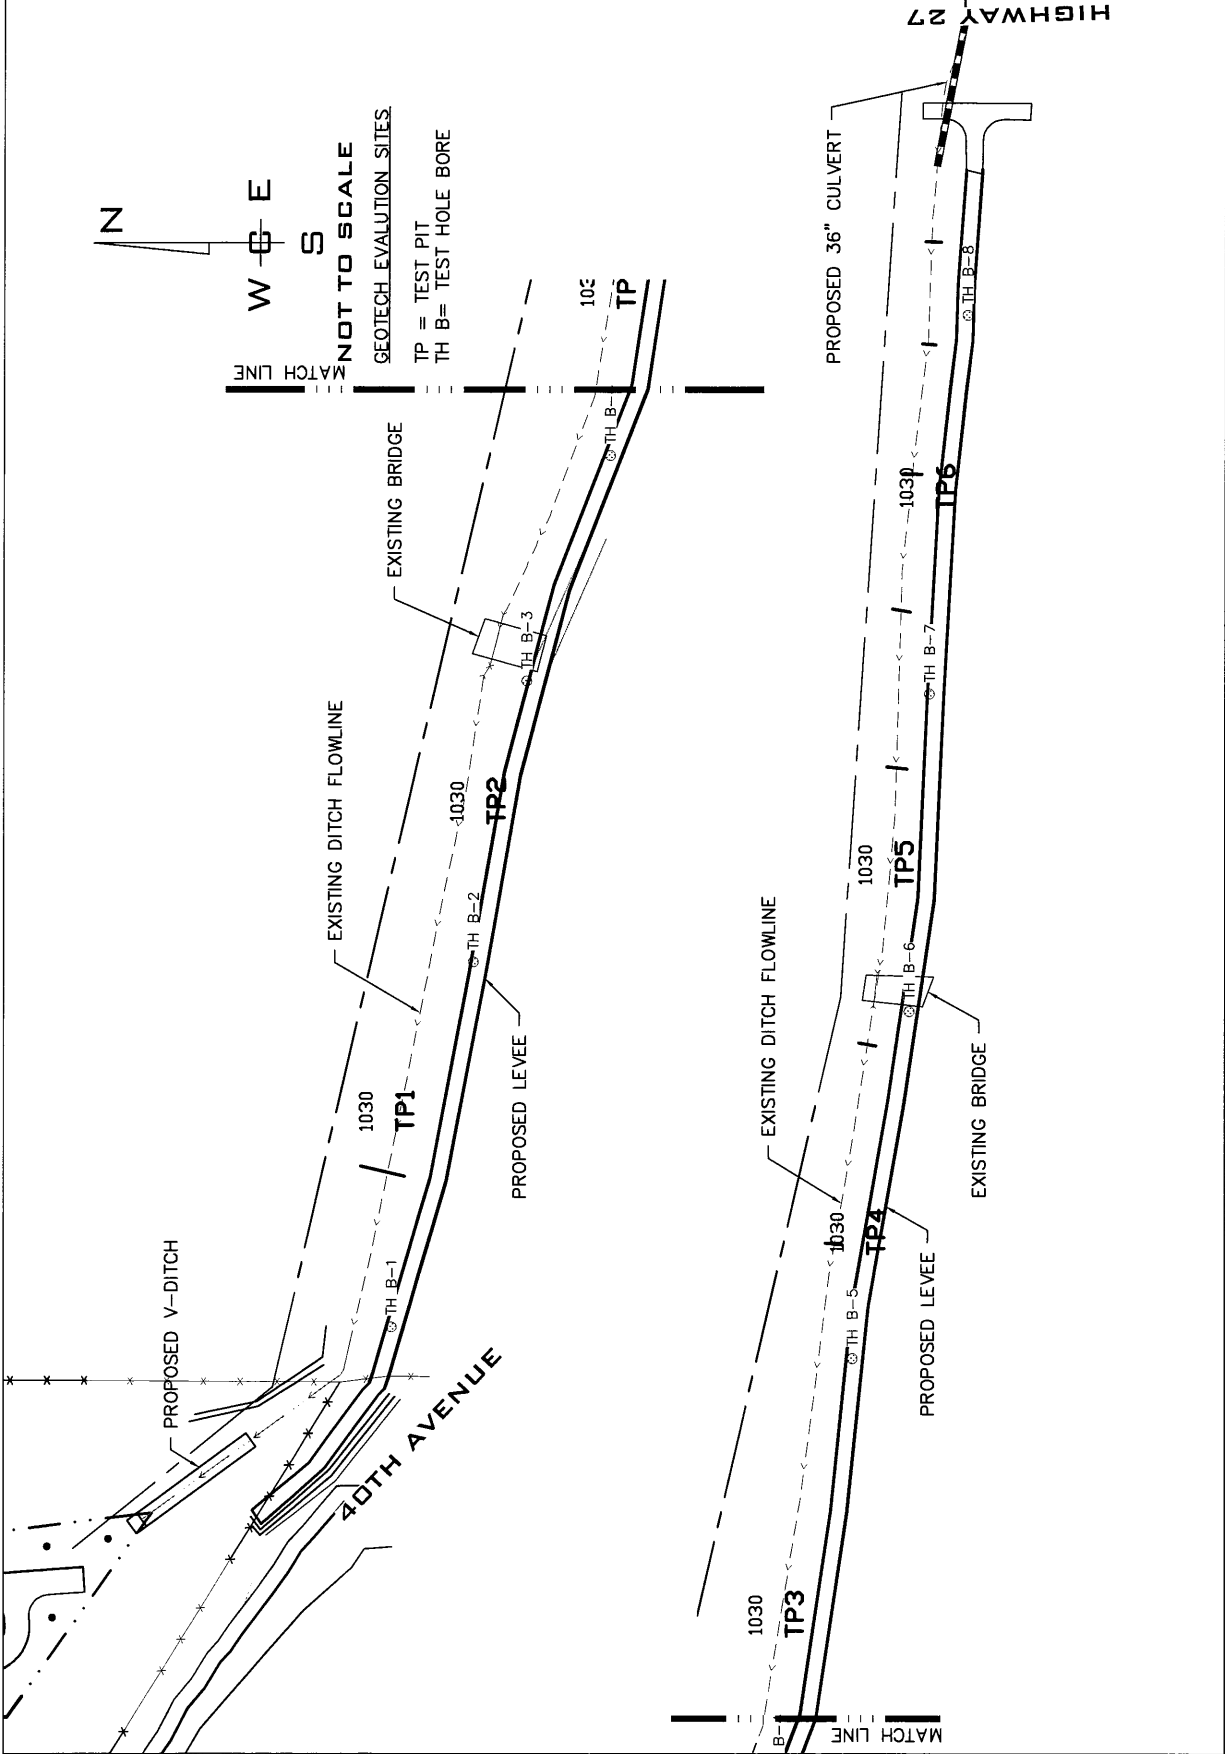 N
W C E
S
NOT TO SCALE
GEOTECH EVALUTION SITES
TP = TEST PIT
TH B= TEST HOLE BORE
MATCH LINE
PROPOSED V-DITCH
EXISTING DITCH FLOWLINE
EXISTING BRIDGE
1030
TP1
1030
TP2
103
TP
TH B-1
TH B-2
TH B-3
TH B-
PROPOSED LEVEE
40TH AVENUE
MATCH LINE
B-
1030
TP3
EXISTING DITCH FLOWLINE
1030
TP4
1030
TP5
1030
TP6
TH B-5
TH B-6
TH B-7
TH B-8
PROPOSED LEVEE
EXISTING BRIDGE
PROPOSED 36" CULVERT
HIGHWAY 27